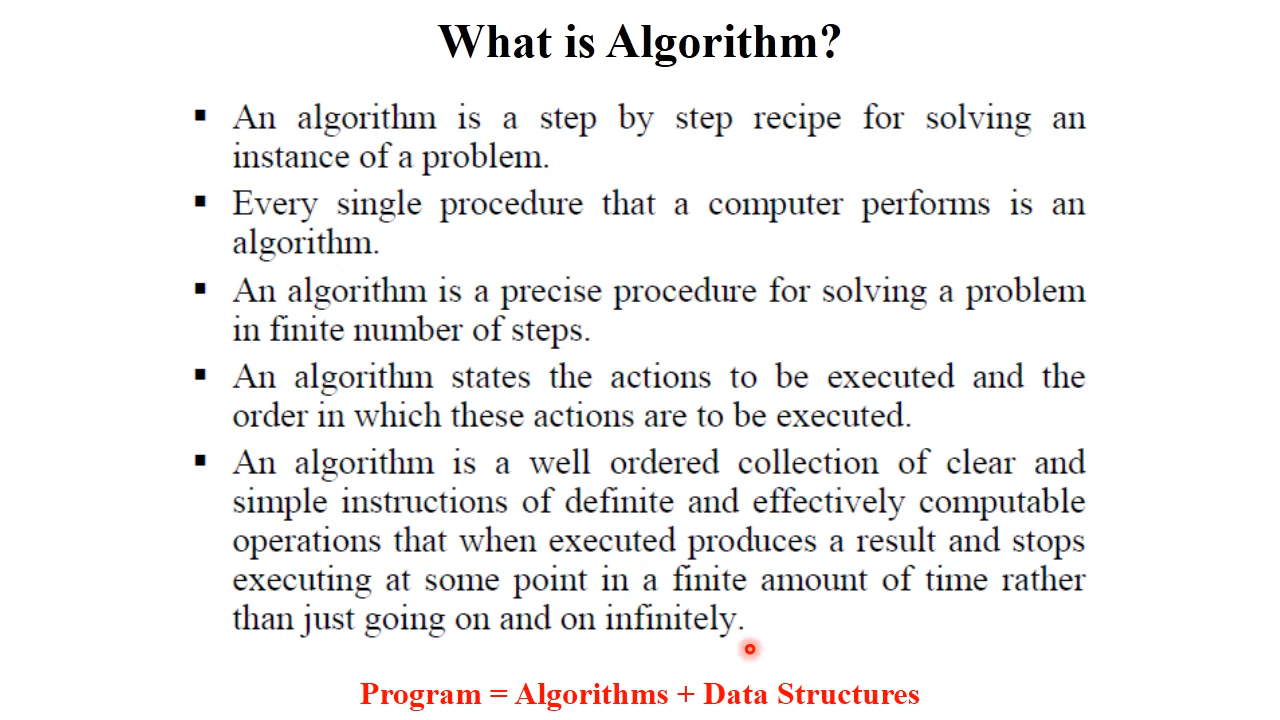 What is Algorithm?
▪ An algorithm is a step by step recipe for solving an
instance of a problem.
▪ Every single procedure that a computer performs is an
algorithm.
▪ An algorithm is a precise procedure for solving a problem
in finite number of steps.
▪ An algorithm states the actions to be executed and the
order in which these actions are to be executed.
▪ An algorithm is a well ordered collection of clear and
simple instructions of definite and effectively computable
operations that when executed produces a result and stops
executing at some point in a finite amount of time rather
than just going on and on infinitely.
Program = Algorithms + Data Structures